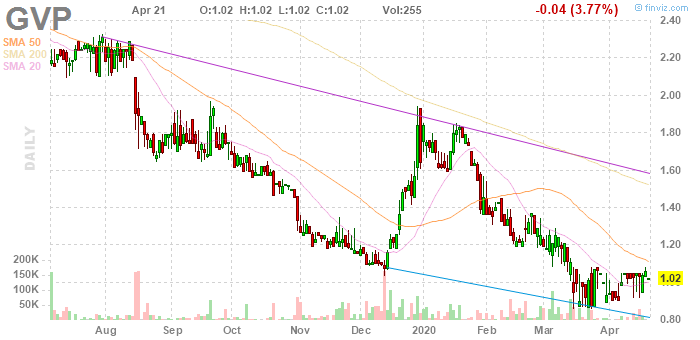 GVP Apr 21 O:1.02 H:1.02 L:1.02 C:1.02 Vol:255 -0.04 (3.77%) finviz.com
SMA 50
SMA 200
SMA 20
DAILY
2.40
2.20
2.00
1.80
1.60
1.40
1.20
1.02
0.80
200K
150K
100K
50K
Aug Sep Oct Nov Dec 2020 Feb Mar Apr